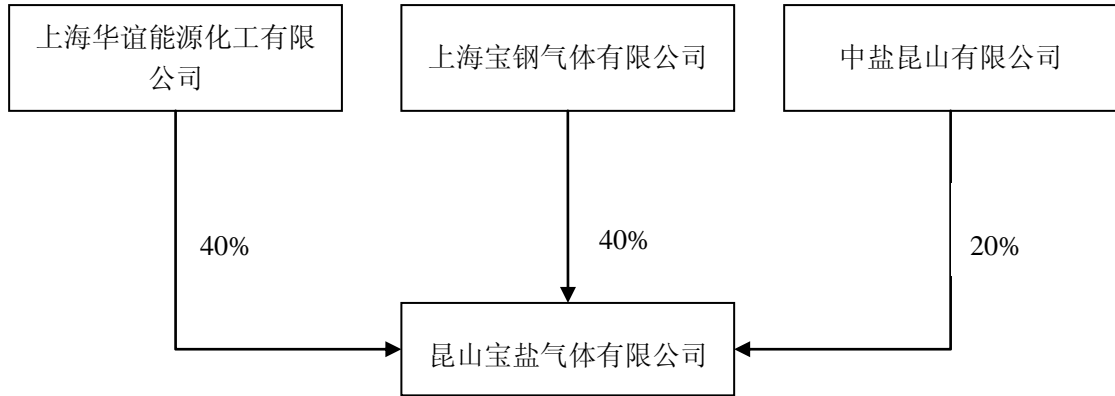 上海华谊能源化工有限
公司
上海宝钢气体有限公司
中盐昆山有限公司
40%
40%
20%
昆山宝盐气体有限公司